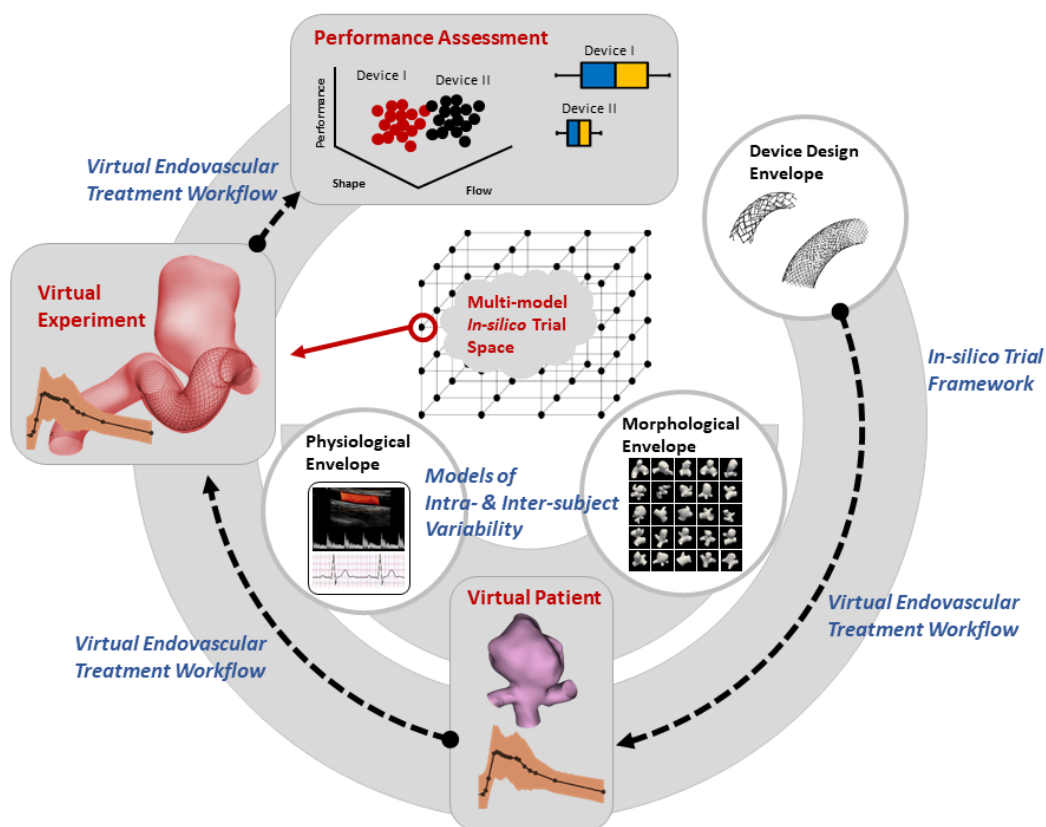 Performance Assessment
Device I
Device II
Performance
Shape
Flow
Device I
Device II
Virtual Endovascular
Treatment Workflow
Device Design
Envelope
Virtual
Experiment
Multi-model
In-silico Trial
Space
In-silico Trial
Framework
Physiological
Envelope
Morphological
Envelope
Models of
Intra- & Inter-subject
Variability
Virtual Patient
Virtual Endovascular
Treatment Workflow
Virtual Endovascular
Treatment Workflow